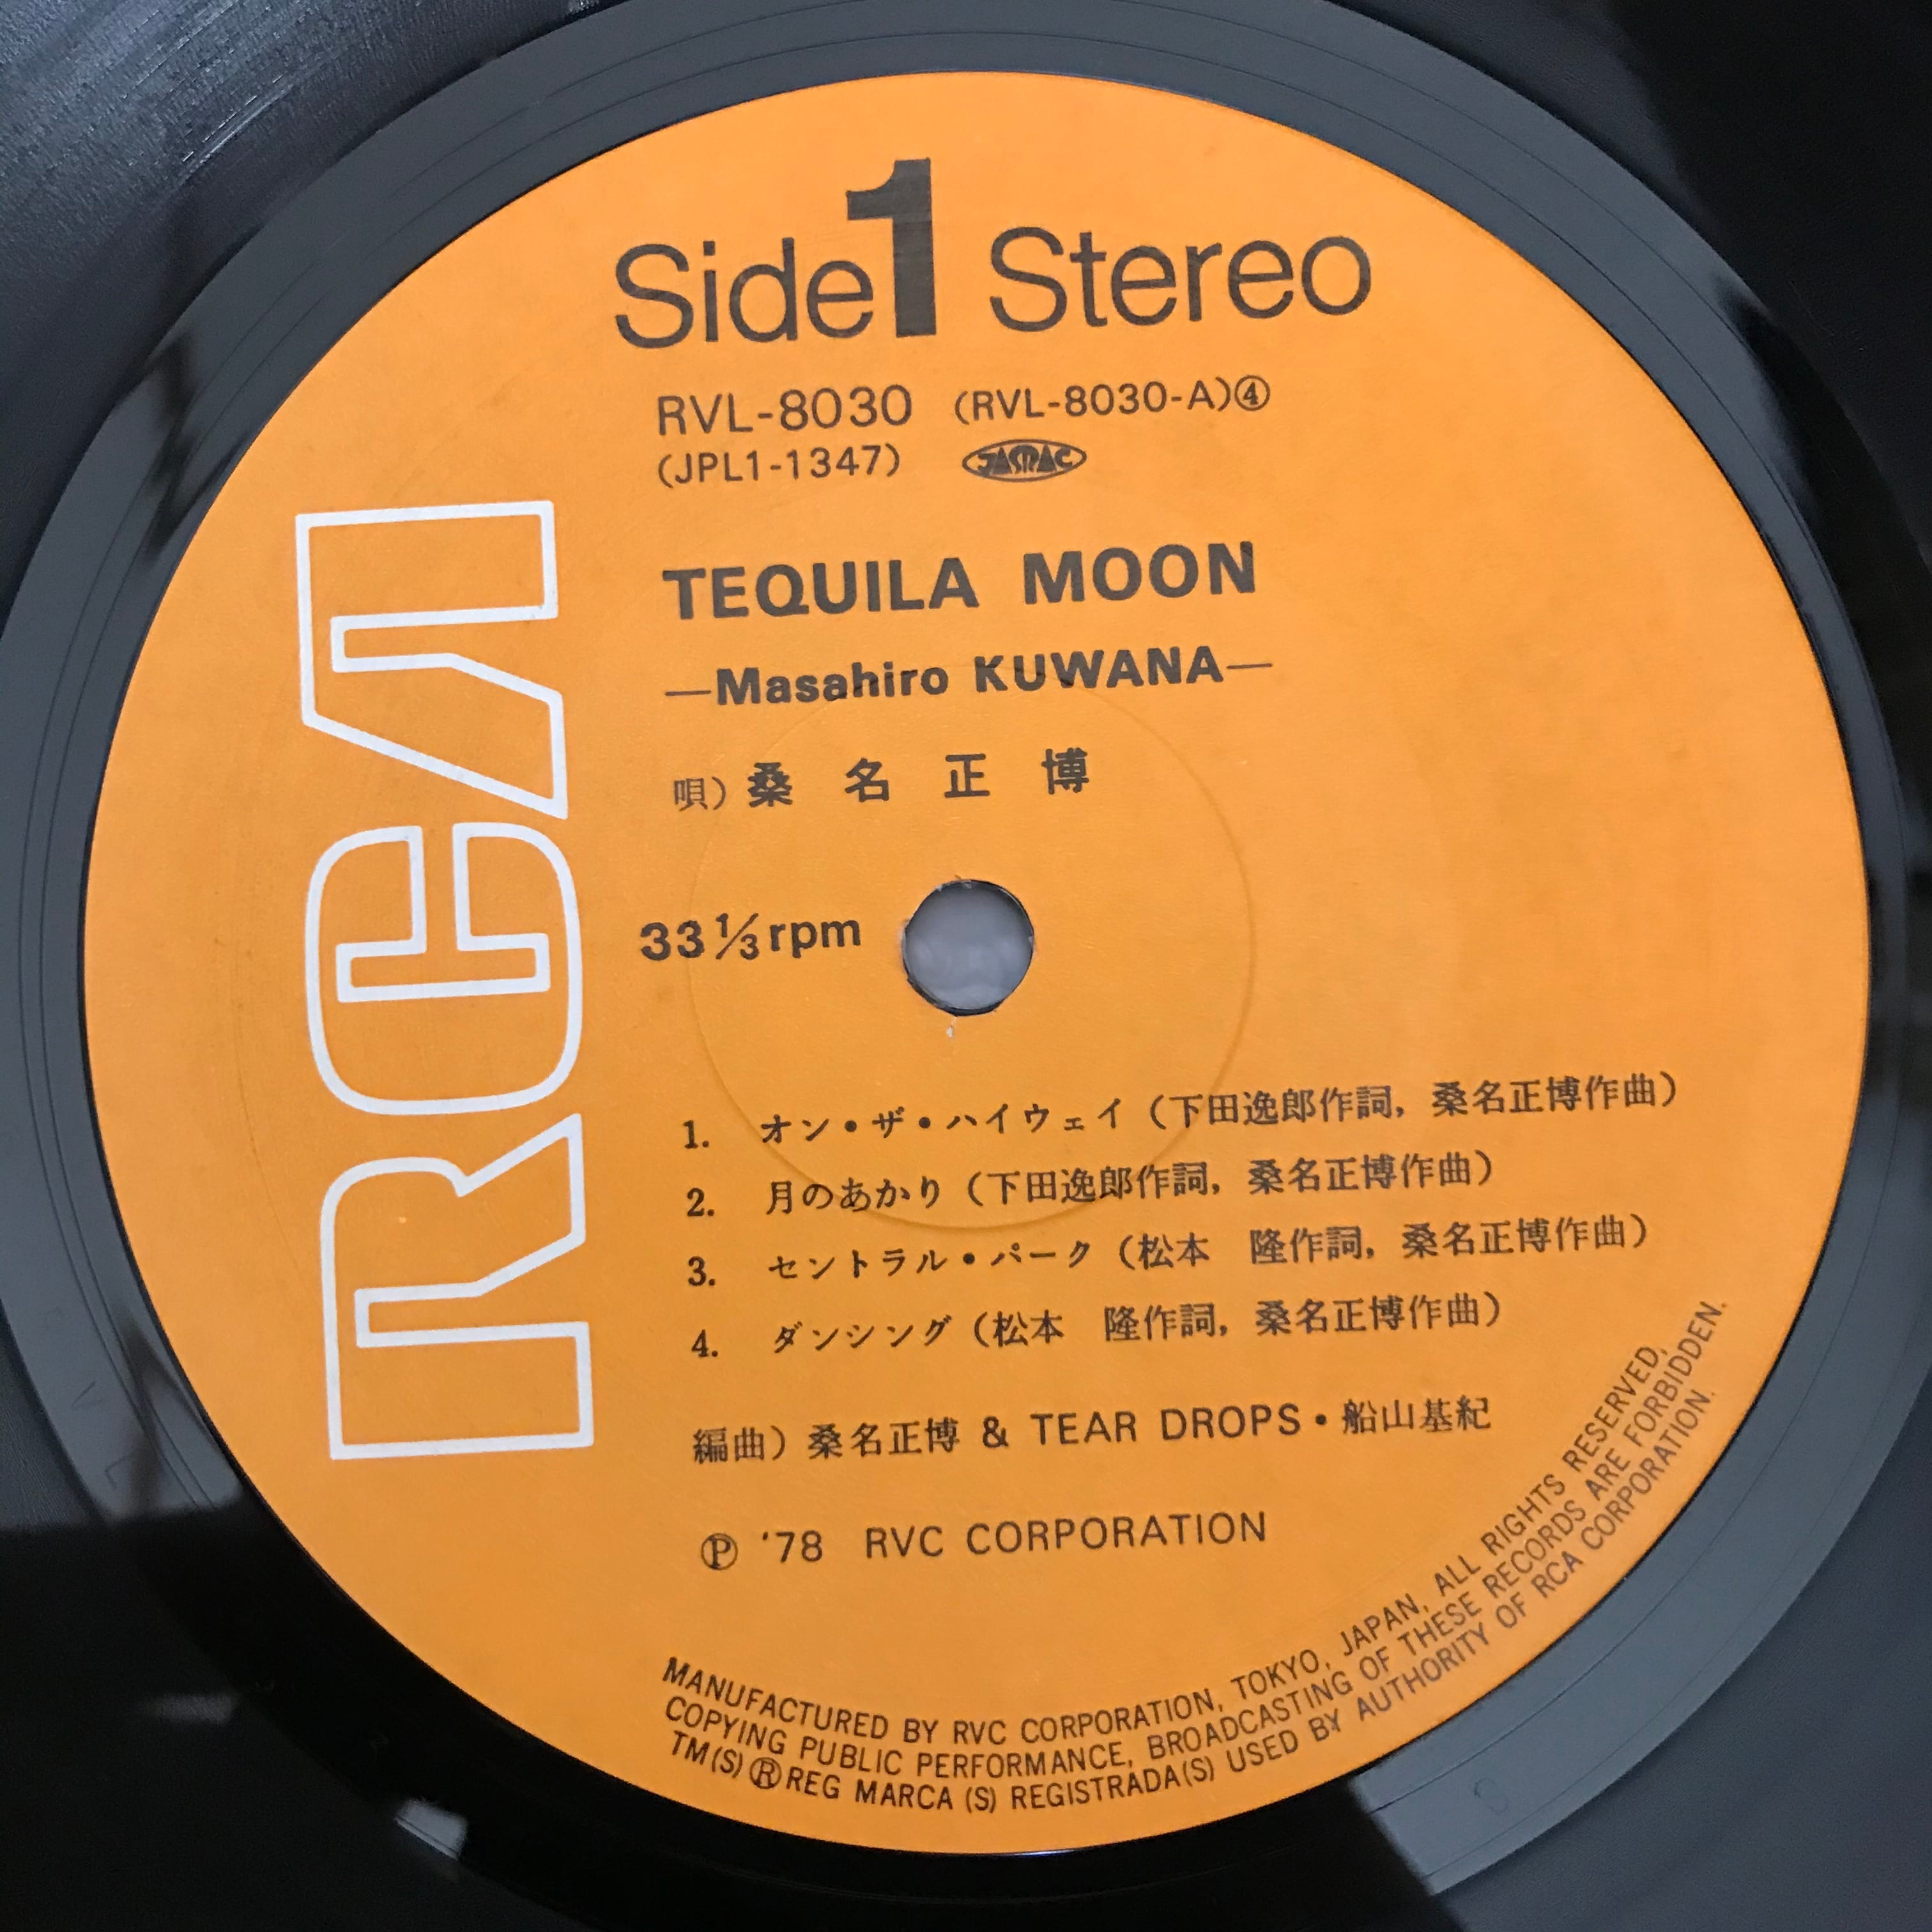 Side 1 Stereo
RVL-8030 (RVL-8030-A)④
(JPL1-1347) JASRAC
TEQUILA MOON
—Masahiro KUWANA—
唄) 桑名正博
33 1/3 rpm
RCA
1. オン・ザ・ハイウェイ（下田逸郎作詞，桑名正博作曲）
2. 月のあかり（下田逸郎作詞，桑名正博作曲）
3. セントラル・パーク（松本　隆作詞，桑名正博作曲）
4. ダンシング（松本　隆作詞，桑名正博作曲）
編曲）桑名正博 & TEAR DROPS・船山基紀
Ⓟ '78 RVC CORPORATION
MANUFACTURED BY RVC CORPORATION, TOKYO, JAPAN, ALL RIGHTS RESERVED,
COPYING PUBLIC PERFORMANCE, BROADCASTING OF THESE RECORDS ARE FORBIDDEN.
TM(S) ® REG MARCA (S) REGISTRADA(S) USED BY AUTHORITY OF RCA CORPORATION.